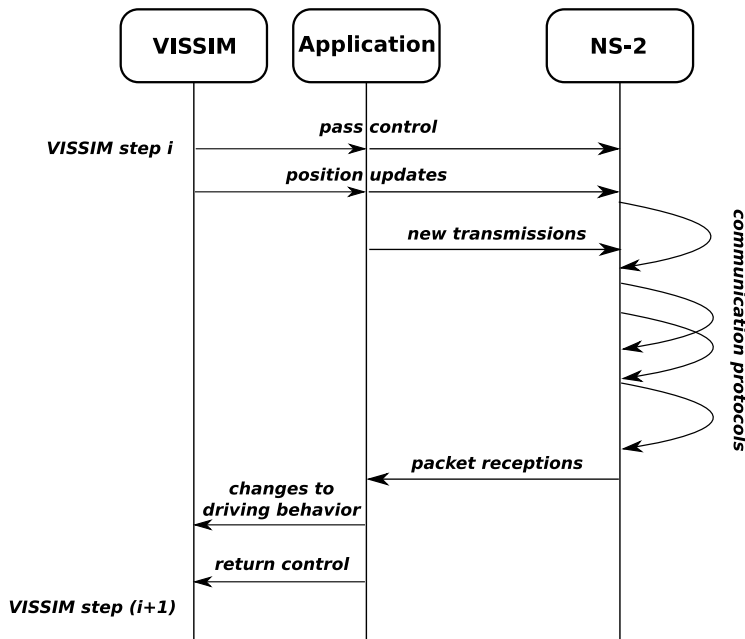 VISSIM
Application
NS-2
pass control
VISSIM step i
position updates
new transmissions
communication protocols
packet receptions
changes to
driving behavior
return control
VISSIM step (i+1)